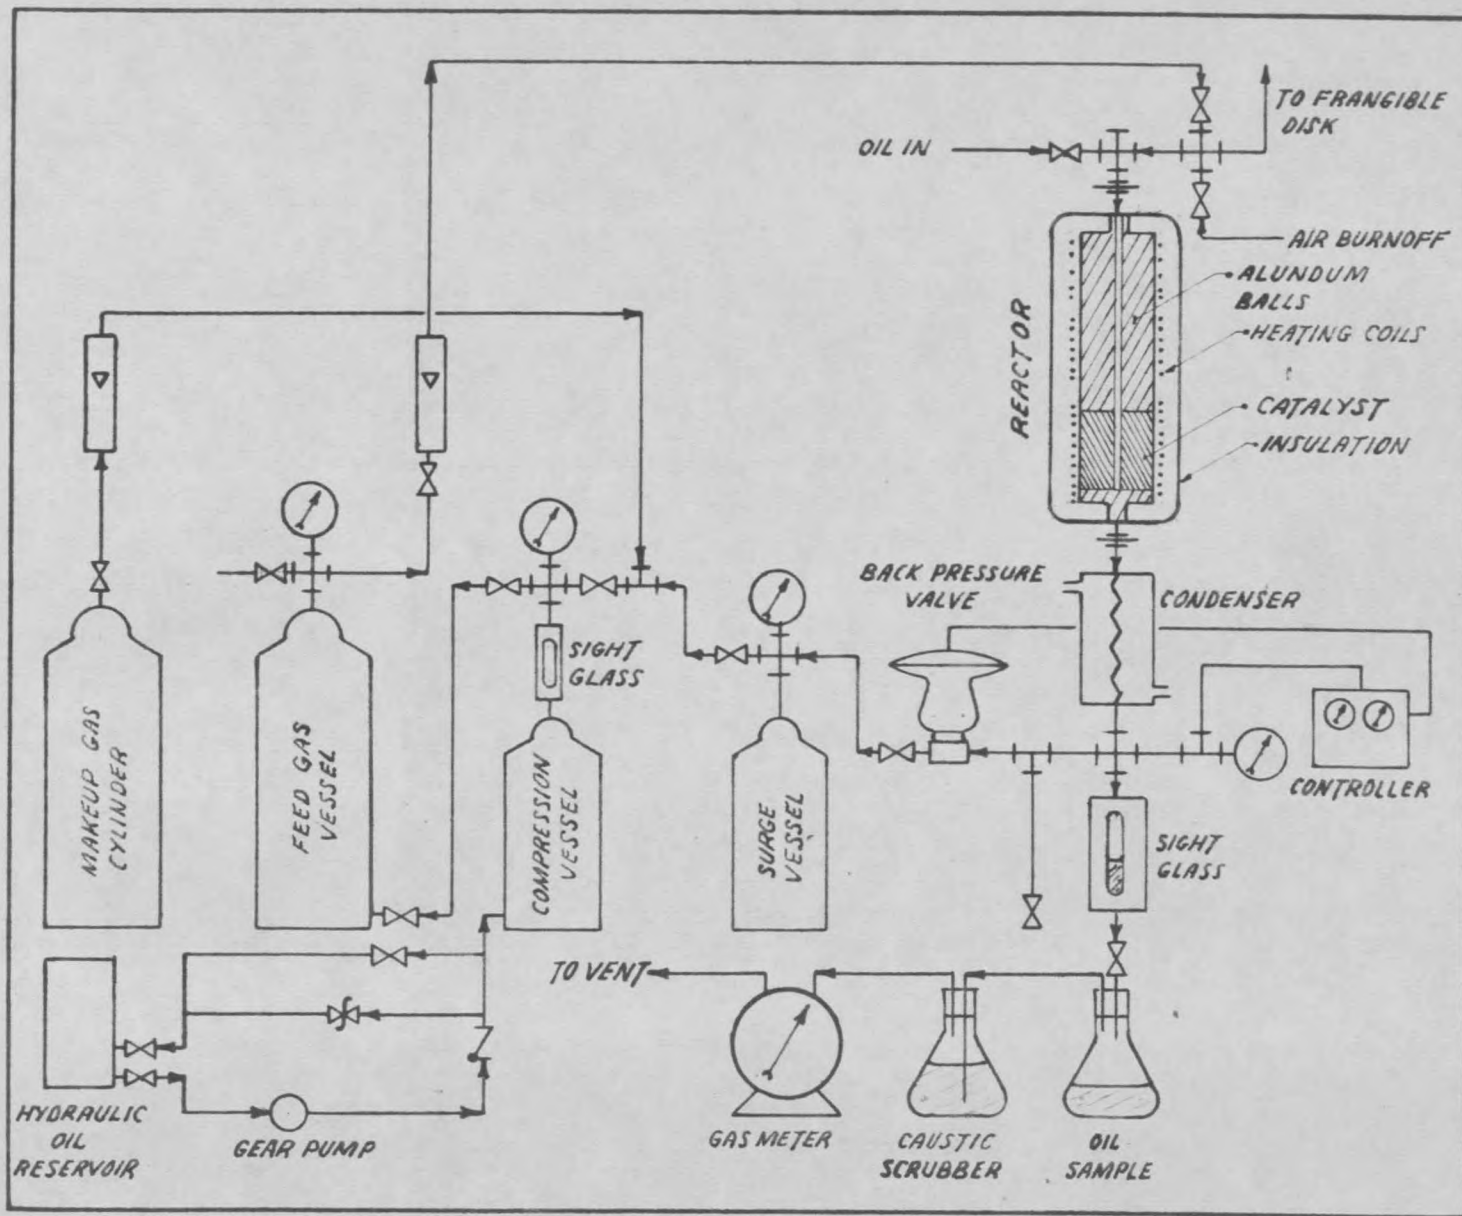 TO FRANGIBLE
DISK
OIL IN
AIR BURNOFF
ALUNDUM
BALLS
HEATING COILS
REACTOR
CATALYST
INSULATION
BACK PRESSURE
VALVE
CONDENSER
SIGHT
GLASS
CONTROLLER
MAKEUP GAS
CYLINDER
FEED GAS
VESSEL
COMPRESSION
VESSEL
SURGE
VESSEL
SIGHT
GLASS
TO VENT
HYDRAULIC
OIL
RESERVOIR
GEAR PUMP
GAS METER
CAUSTIC
SCRUBBER
OIL
SAMPLE